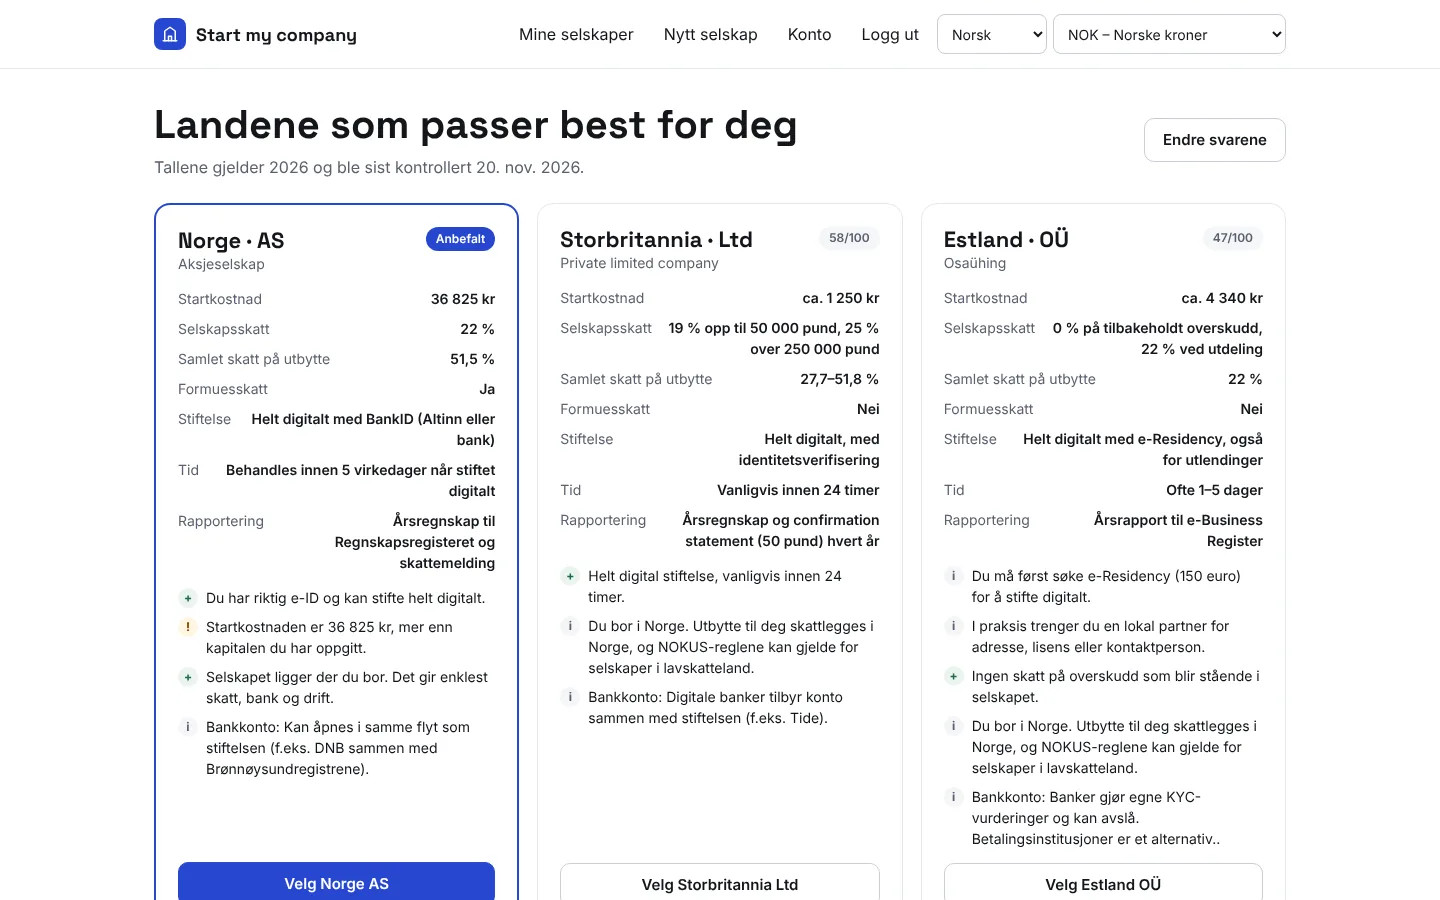 Start my company
Mine selskaper
Nytt selskap
Konto
Logg ut
Norsk
NOK – Norske kroner
Landene som passer best for deg
Tallene gjelder 2026 og ble sist kontrollert 20. nov. 2026.
Endre svarene
Norge · AS
Anbefalt
Aksjeselskap
Startkostnad 36 825 kr
Selskapsskatt 22 %
Samlet skatt på utbytte 51,5 %
Formuesskatt Ja
Stiftelse Helt digitalt med BankID (Altinn eller
bank)
Tid Behandles innen 5 virkedager når stiftet
digitalt
Rapportering Årsregnskap til
Regnskapsregisteret og
skattemelding
+ Du har riktig e-ID og kan stifte helt digitalt.
! Startkostnaden er 36 825 kr, mer enn
kapitalen du har oppgitt.
+ Selskapet ligger der du bor. Det gir enklest
skatt, bank og drift.
i Bankkonto: Kan åpnes i samme flyt som
stiftelsen (f.eks. DNB sammen med
Brønnøysundregistrene).
Velg Norge AS
Storbritannia · Ltd
58/100
Private limited company
Startkostnad ca. 1 250 kr
Selskapsskatt 19 % opp til 50 000 pund, 25 %
over 250 000 pund
Samlet skatt på utbytte 27,7–51,8 %
Formuesskatt Nei
Stiftelse Helt digitalt, med
identitetsverifisering
Tid Vanligvis innen 24 timer
Rapportering Årsregnskap og confirmation
statement (50 pund) hvert år
+ Helt digital stiftelse, vanligvis innen 24
timer.
i Du bor i Norge. Utbytte til deg skattlegges i
Norge, og NOKUS-reglene kan gjelde for
selskaper i lavskatteland.
i Bankkonto: Digitale banker tilbyr konto
sammen med stiftelsen (f.eks. Tide).
Velg Storbritannia Ltd
Estland · OÜ
47/100
Osaühing
Startkostnad ca. 4 340 kr
Selskapsskatt 0 % på tilbakeholdt overskudd,
22 % ved utdeling
Samlet skatt på utbytte 22 %
Formuesskatt Nei
Stiftelse Helt digitalt med e-Residency, også
for utlendinger
Tid Ofte 1–5 dager
Rapportering Årsrapport til e-Business
Register
i Du må først søke e-Residency (150 euro)
for å stifte digitalt.
i I praksis trenger du en lokal partner for
adresse, lisens eller kontaktperson.
+ Ingen skatt på overskudd som blir stående i
selskapet.
i Du bor i Norge. Utbytte til deg skattlegges i
Norge, og NOKUS-reglene kan gjelde for
selskaper i lavskatteland.
i Bankkonto: Banker gjør egne KYC-
vurderinger og kan avslå.
Betalingsinstitusjoner er et alternativ..
Velg Estland OÜ